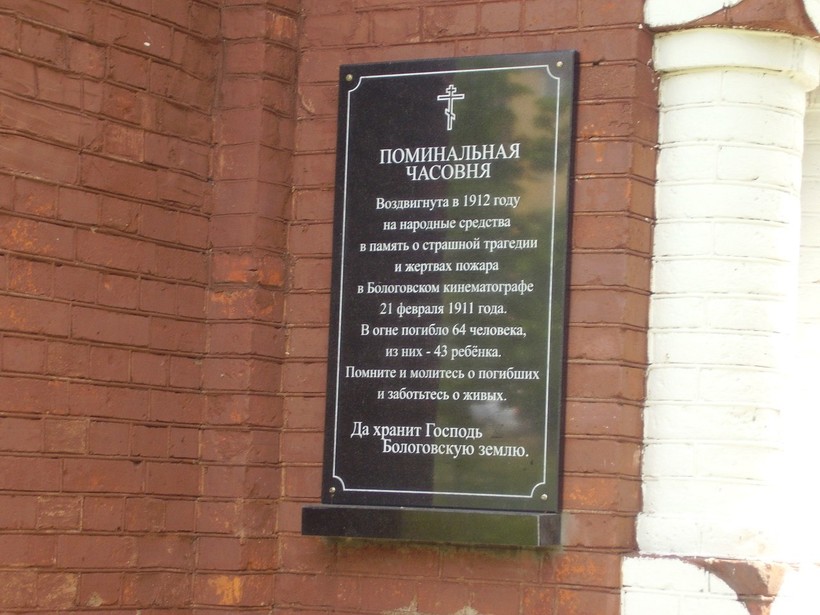 ПОМИНАЛЬНАЯ
ЧАСОВНЯ
Воздвигнута в 1912 году
на народные средства
в память о страшной трагедии
и жертвах пожара
в Бологовском кинематографе
21 февраля 1911 года.
В огне погибло 64 человека,
из них - 43 ребёнка.
Помните и молитесь о погибших
и заботьтесь о живых.
Да хранит Господь
Бологовскую землю.